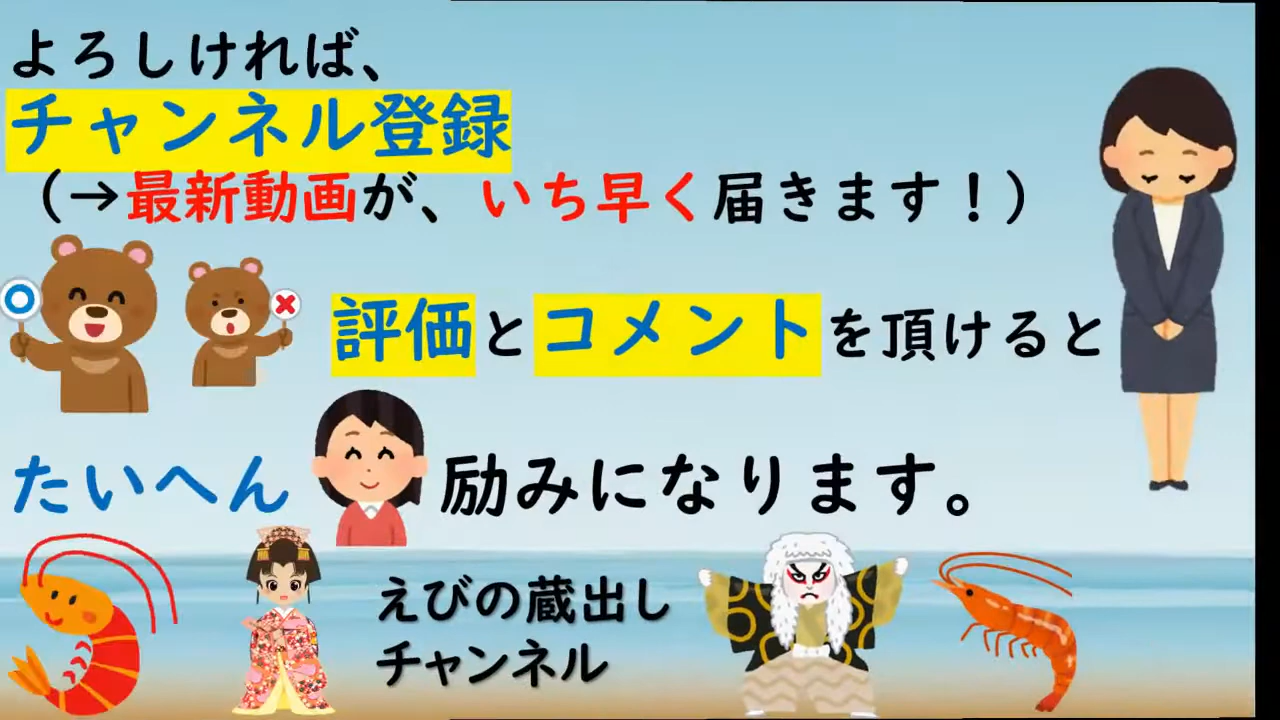 よろしければ、
チャンネル登録
（→最新動画が、いち早く届きます！）
評価とコメントを頂けると
たいへん励みになります。
えびの蔵出し
チャンネル